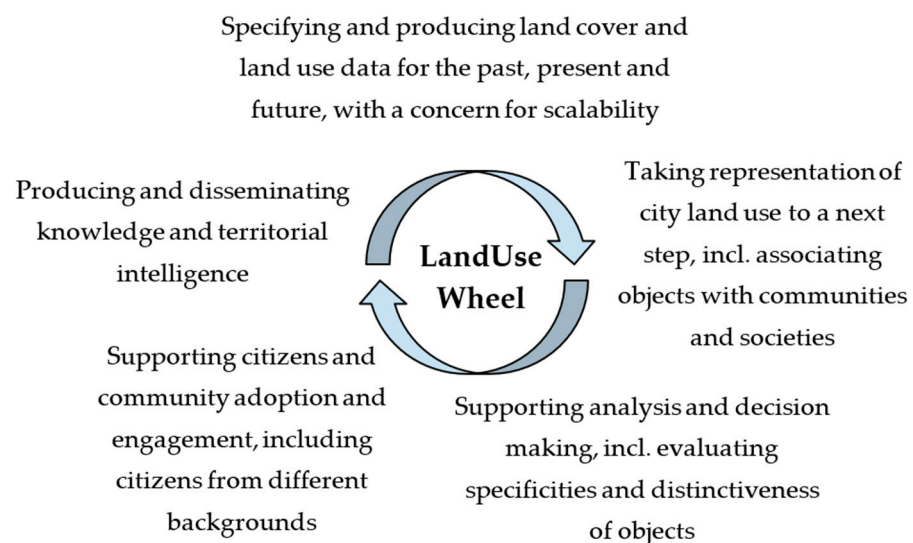 Specifying and producing land cover and
land use data for the past, present and
future, with a concern for scalability
Taking representation of
city land use to a next
step, incl. associating
objects with communities
and societies
Supporting analysis and decision
making, incl. evaluating
specificities and distinctiveness
of objects
Supporting citizens and
community adoption and
engagement, including
citizens from different
backgrounds
Producing and disseminating
knowledge and territorial
intelligence
LandUse
Wheel